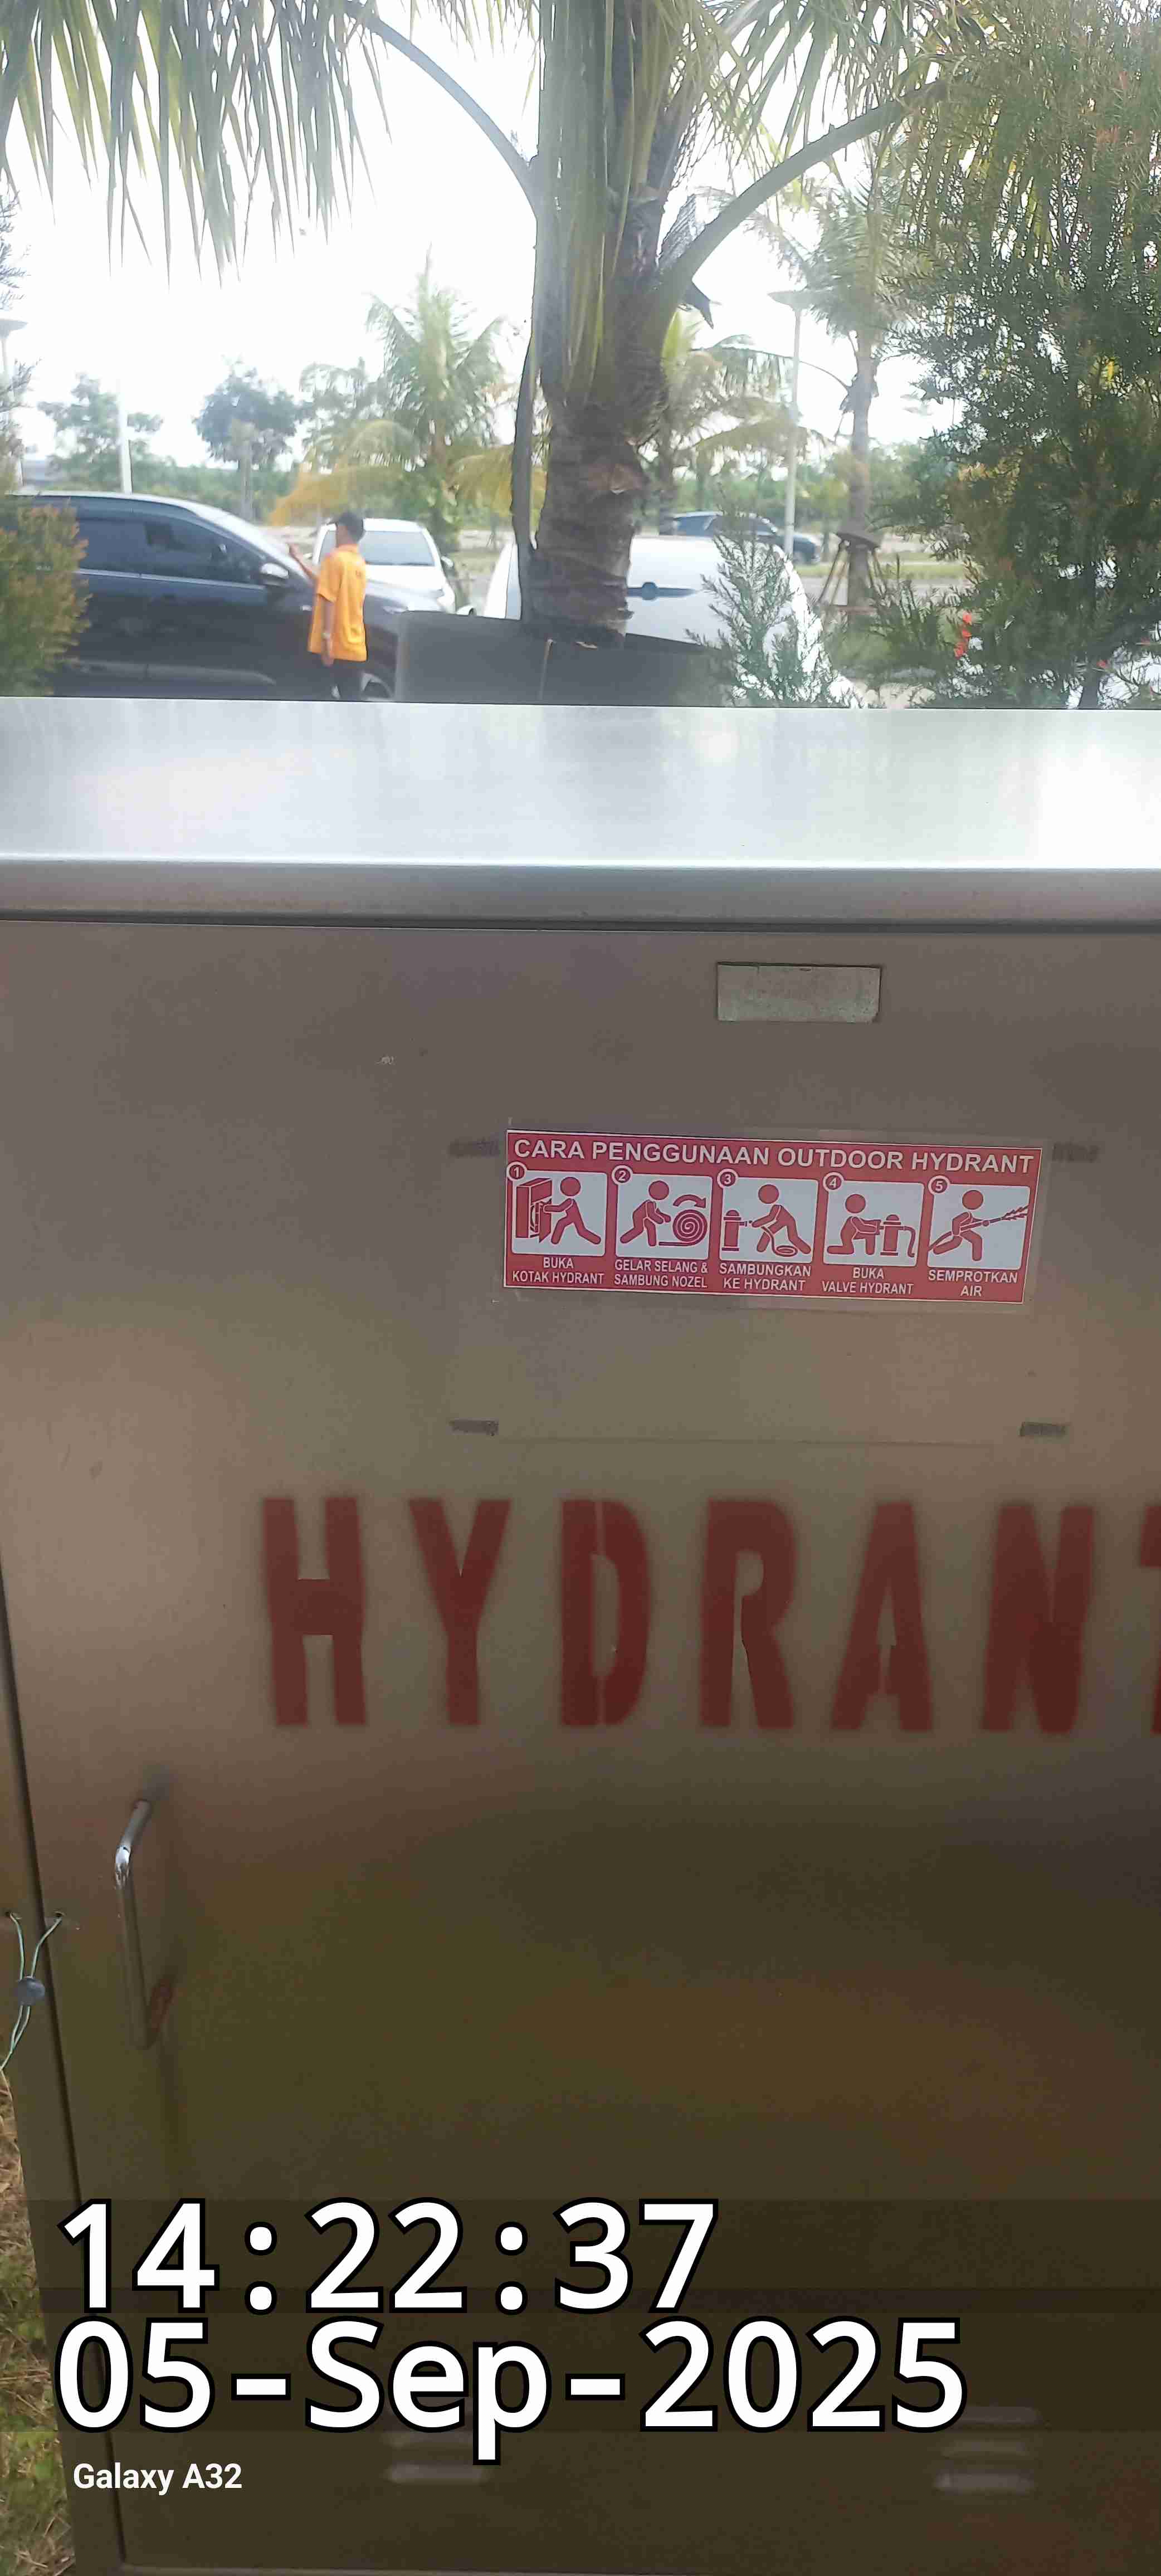 CARA PENGGUNAAN OUTDOOR HYDRANT
1 2 3 4 5
BUKA
KOTAK HYDRANT
GELAR SELANG &
SAMBUNG NOZEL
SAMBUNGKAN
KE HYDRANT
BUKA
VALVE HYDRANT
SEMPROTKAN
AIR
HYDRANT
14:22:37
05-Sep-2025
Galaxy A32